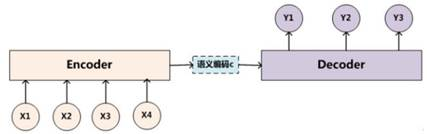 Y1 Y2 Y3
Encoder 语义编码c Decoder
X1 X2 X3 X4